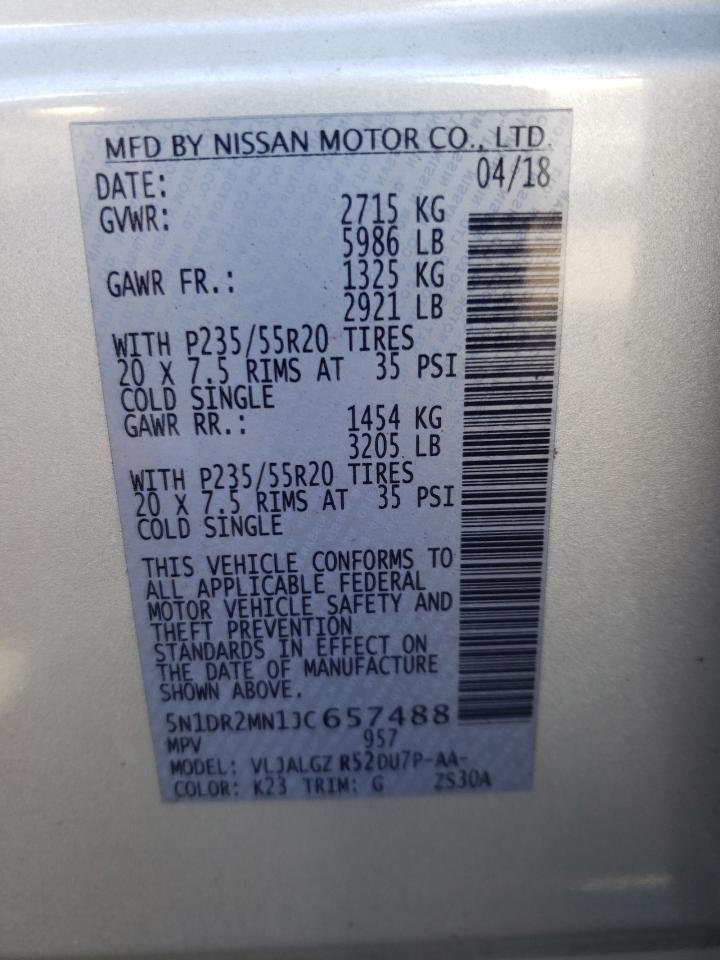 MFD BY NISSAN MOTOR CO., LTD.
DATE: 04/18
GVWR: 2715 KG
5986 LB
GAWR FR.: 1325 KG
2921 LB
WITH P235/55R20 TIRES
20 X 7.5 RIMS AT 35 PSI
COLD SINGLE
GAWR RR.: 1454 KG
3205 LB
WITH P235/55R20 TIRES
20 X 7.5 RIMS AT 35 PSI
COLD SINGLE
THIS VEHICLE CONFORMS TO
ALL APPLICABLE FEDERAL
MOTOR VEHICLE SAFETY AND
THEFT PREVENTION
STANDARDS IN EFFECT ON
THE DATE OF MANUFACTURE
SHOWN ABOVE.
5N1DR2MN1JC657488
MPV 957
MODEL: VLJALGZ R52DU7P-AA-
COLOR: K23 TRIM: G ZS30A